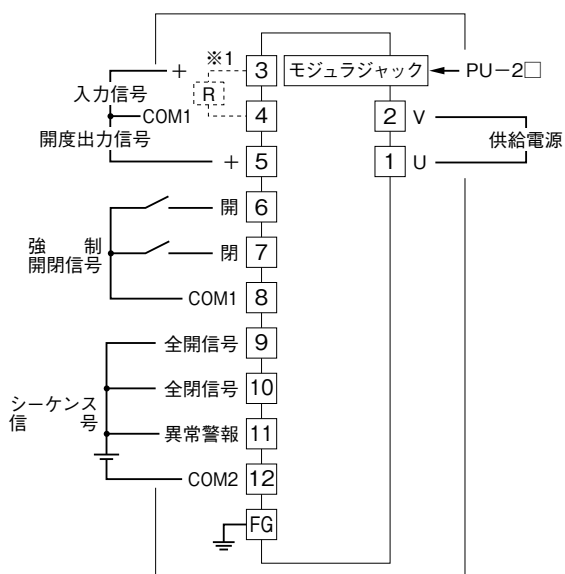 ※1
3
モジュラジャック
PU−2□
+
入力信号
R
COM1
4
2
V
開度出力信号
供給電源
+
5
1
U
開
6
強 制
開閉信号
閉
7
COM1
8
全開信号
9
全閉信号
10
シーケンス
信 号
異常警報
11
COM2
12
FG